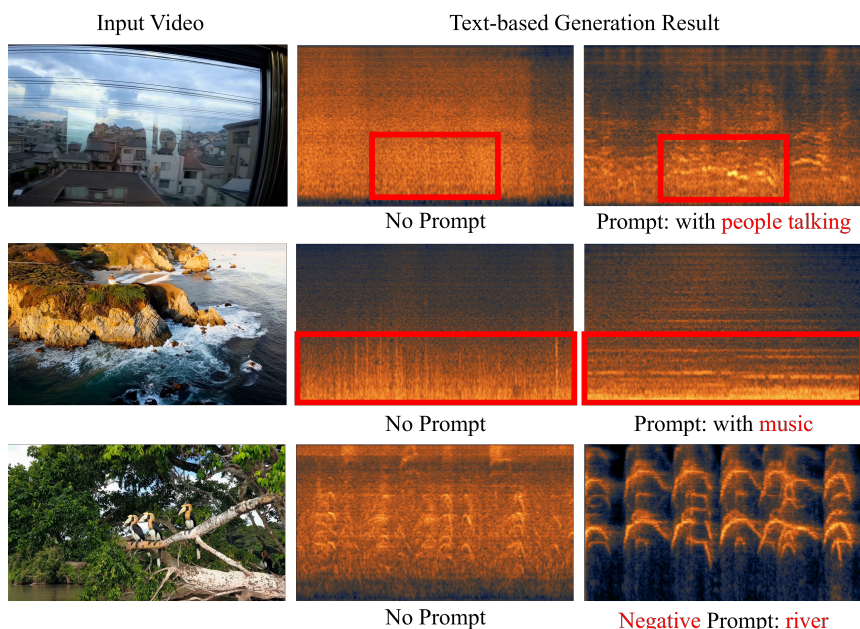 Input Video
Text-based Generation Result
No Prompt
Prompt: with people talking
No Prompt
Prompt: with music
No Prompt
Negative Prompt: river